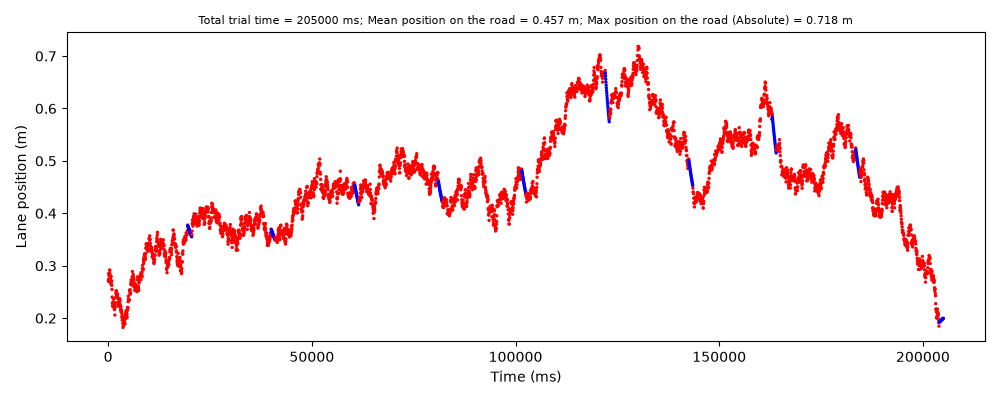 Total trial time = 205000 ms; Mean position on the road = 0.457 m; Max position on the road (Absolute) = 0.718 m
0.7
0.6
0.5
0.4
0.3
0.2
Lane position (m)
0 50000 100000 150000 200000
Time (ms)